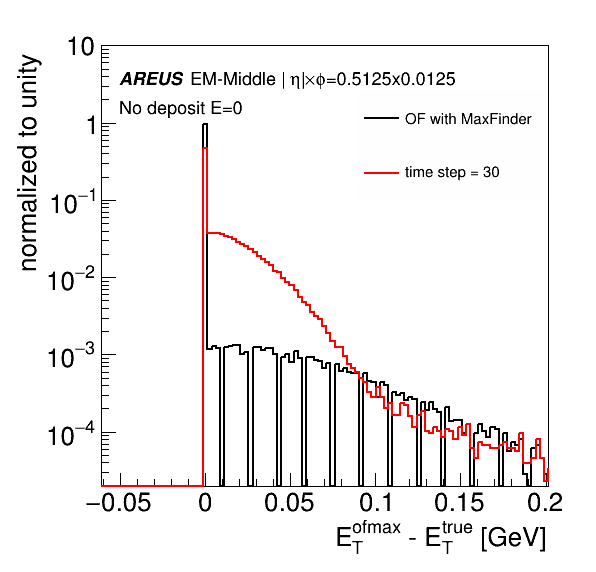 10
AREUS EM-Middle | η|×φ=0.5125x0.0125
No deposit E=0
OF with MaxFinder
time step = 30
normalized to unity
1
10⁻¹
10⁻²
10⁻³
10⁻⁴
−0.05 0 0.05 0.1 0.15 0.2
E_T^ofmax - E_T^true [GeV]